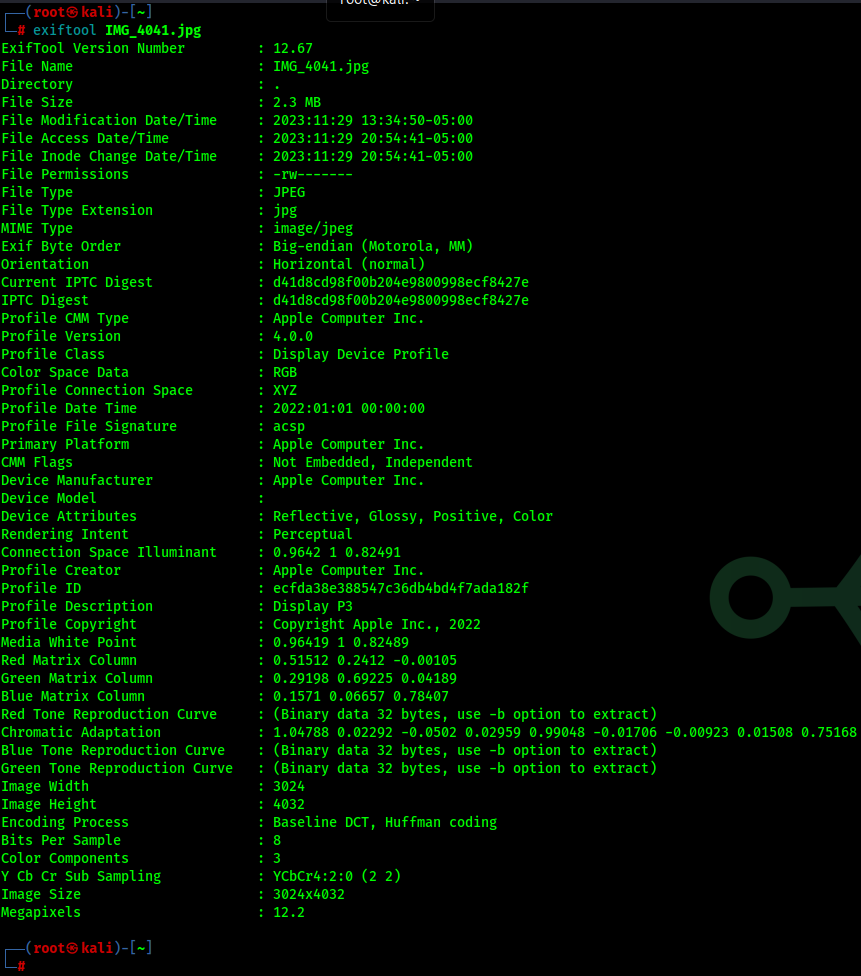 root@kali: ~
┌──(root㉿kali)-[~]
└─# exiftool IMG_4041.jpg
ExifTool Version Number : 12.67
File Name : IMG_4041.jpg
Directory : .
File Size : 2.3 MB
File Modification Date/Time : 2023:11:29 13:34:50-05:00
File Access Date/Time : 2023:11:29 20:54:41-05:00
File Inode Change Date/Time : 2023:11:29 20:54:41-05:00
File Permissions : -rw-------
File Type : JPEG
File Type Extension : jpg
MIME Type : image/jpeg
Exif Byte Order : Big-endian (Motorola, MM)
Orientation : Horizontal (normal)
Current IPTC Digest : d41d8cd98f00b204e9800998ecf8427e
IPTC Digest : d41d8cd98f00b204e9800998ecf8427e
Profile CMM Type : Apple Computer Inc.
Profile Version : 4.0.0
Profile Class : Display Device Profile
Color Space Data : RGB
Profile Connection Space : XYZ
Profile Date Time : 2022:01:01 00:00:00
Profile File Signature : acsp
Primary Platform : Apple Computer Inc.
CMM Flags : Not Embedded, Independent
Device Manufacturer : Apple Computer Inc.
Device Model :
Device Attributes : Reflective, Glossy, Positive, Color
Rendering Intent : Perceptual
Connection Space Illuminant : 0.9642 1 0.82491
Profile Creator : Apple Computer Inc.
Profile ID : ecfda38e388547c36db4bd4f7ada182f
Profile Description : Display P3
Profile Copyright : Copyright Apple Inc., 2022
Media White Point : 0.96419 1 0.82489
Red Matrix Column : 0.51512 0.2412 -0.00105
Green Matrix Column : 0.29198 0.69225 0.04189
Blue Matrix Column : 0.1571 0.06657 0.78407
Red Tone Reproduction Curve : (Binary data 32 bytes, use -b option to extract)
Chromatic Adaptation : 1.04788 0.02292 -0.0502 0.02959 0.99048 -0.01706 -0.00923 0.01508 0.75168
Blue Tone Reproduction Curve : (Binary data 32 bytes, use -b option to extract)
Green Tone Reproduction Curve : (Binary data 32 bytes, use -b option to extract)
Image Width : 3024
Image Height : 4032
Encoding Process : Baseline DCT, Huffman coding
Bits Per Sample : 8
Color Components : 3
Y Cb Cr Sub Sampling : YCbCr4:2:0 (2 2)
Image Size : 3024x4032
Megapixels : 12.2
┌──(root㉿kali)-[~]
└─#